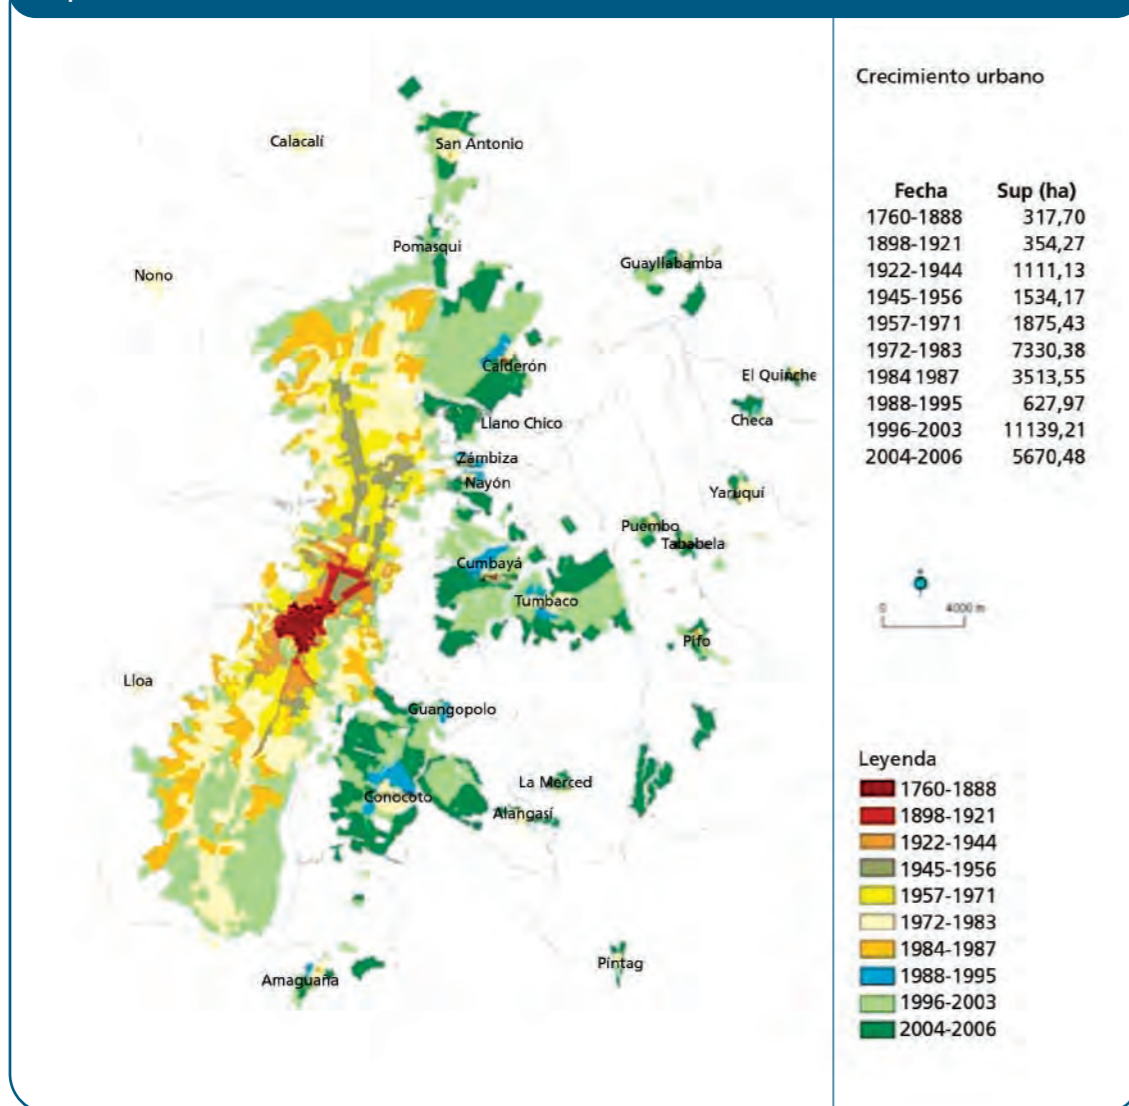 Calacalí
San Antonio
Pomasqui
Nono
Guayllabamba
Calderón
El Quinche
Checa
Llano Chico
Zámbiza
Nayón
Yaruquí
Puembo
Tababela
Cumbayá
Tumbaco
Pifo
Lloa
Guangopolo
La Merced
Conocoto
Alangasí
Amaguaña
Píntag
Crecimiento urbano
Fecha Sup (ha)
1760-1888 317,70
1898-1921 354,27
1922-1944 1111,13
1945-1956 1534,17
1957-1971 1875,43
1972-1983 7330,38
1984 1987 3513,55
1988-1995 627,97
1996-2003 11139,21
2004-2006 5670,48
0 4000 m
Leyenda
1760-1888
1898-1921
1922-1944
1945-1956
1957-1971
1972-1983
1984-1987
1988-1995
1996-2003
2004-2006